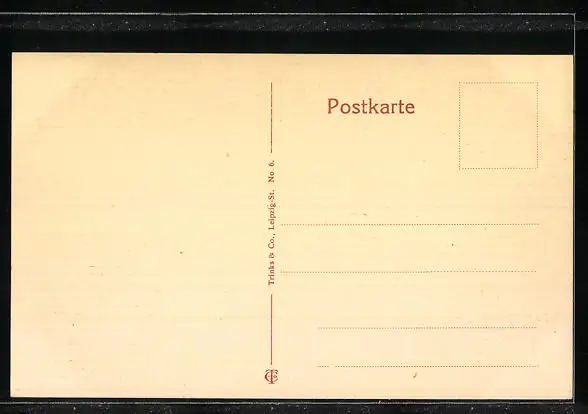 Postkarte
Trinks & Co., Leipzig-St. No 6.